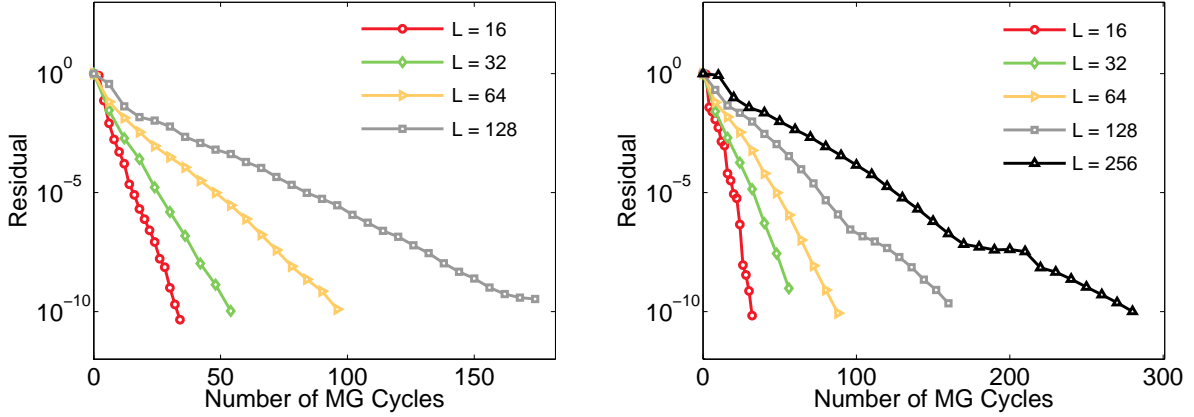 L = 16
L = 32
L = 64
L = 128
10^0
10^-5
10^-10
Residual
0
50
100
150
Number of MG Cycles
L = 16
L = 32
L = 64
L = 128
L = 256
10^0
10^-5
10^-10
Residual
0
100
200
300
Number of MG Cycles